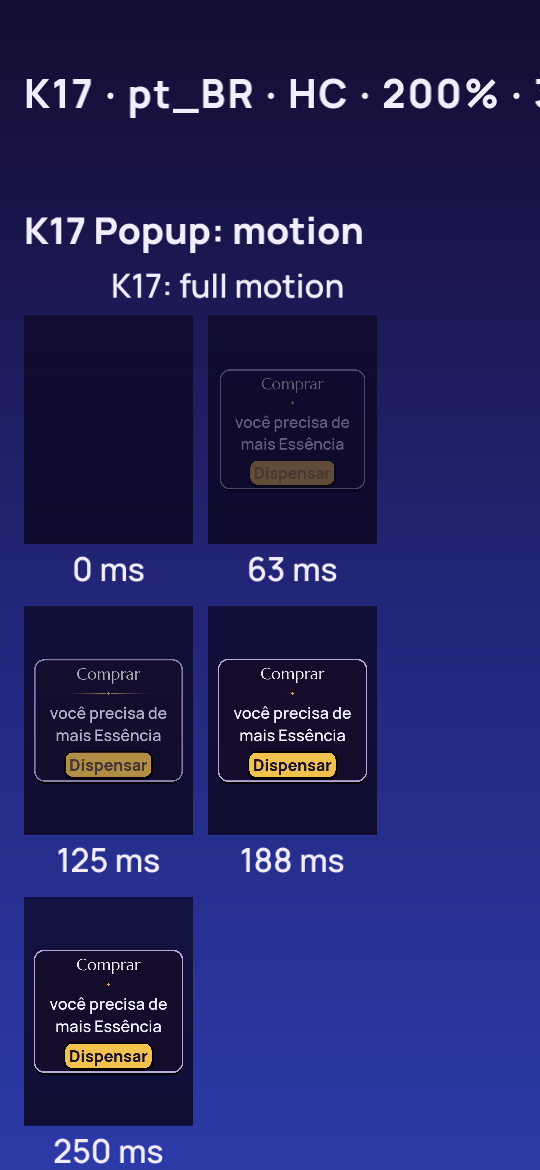 K17 · pt_BR · HC · 200% ·
K17 Popup: motion
K17: full motion
Comprar
você precisa de
mais Essência
Dispensar
0 ms
63 ms
Comprar
você precisa de
mais Essência
Dispensar
Comprar
você precisa de
mais Essência
Dispensar
125 ms
188 ms
Comprar
você precisa de
mais Essência
Dispensar
250 ms